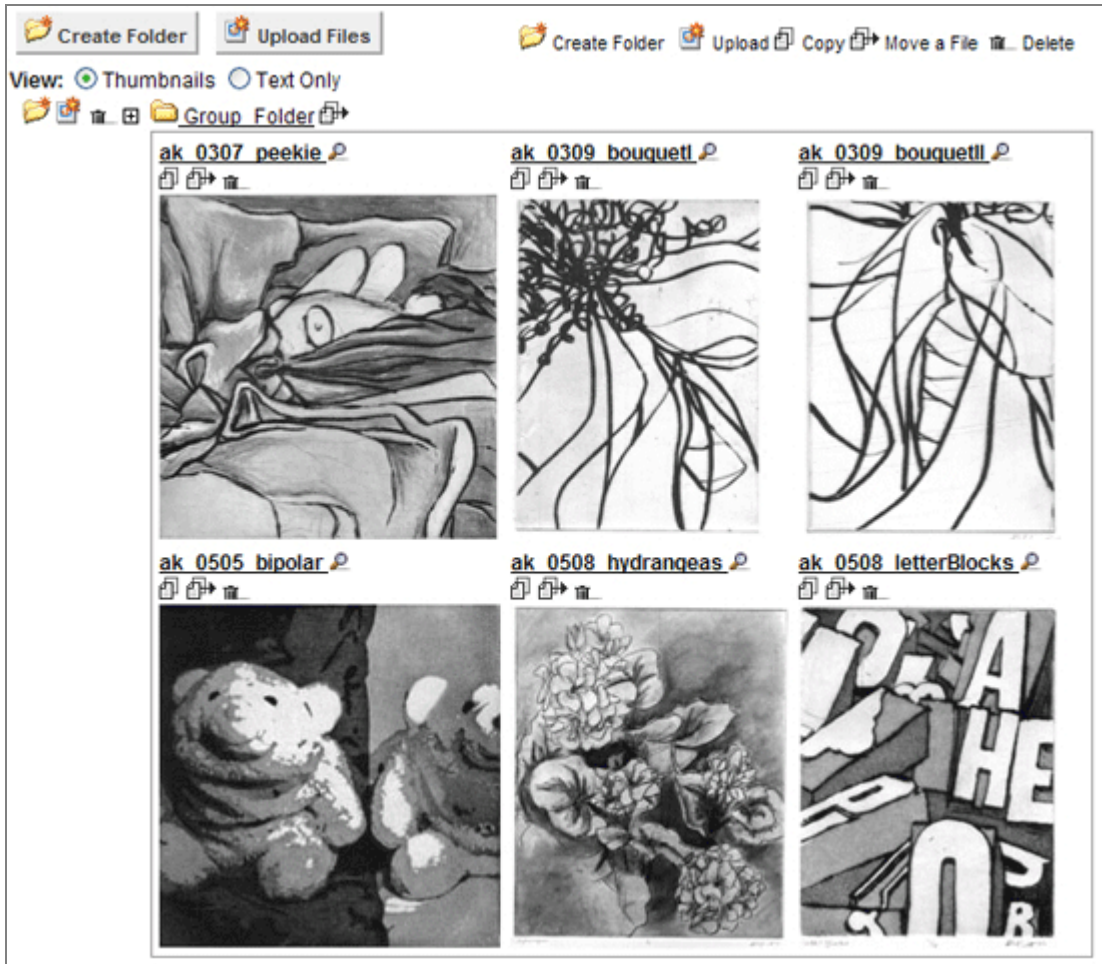 Create Folder Upload Files Create Folder Upload Copy Move a File Delete
View: Thumbnails Text Only
Group_Folder
ak_0307_peekie ak_0309_bouquetI ak_0309_bouquetII
ak_0505_bipolar ak_0508_hydrangeas ak_0508_letterBlocks
A
HE
J
R